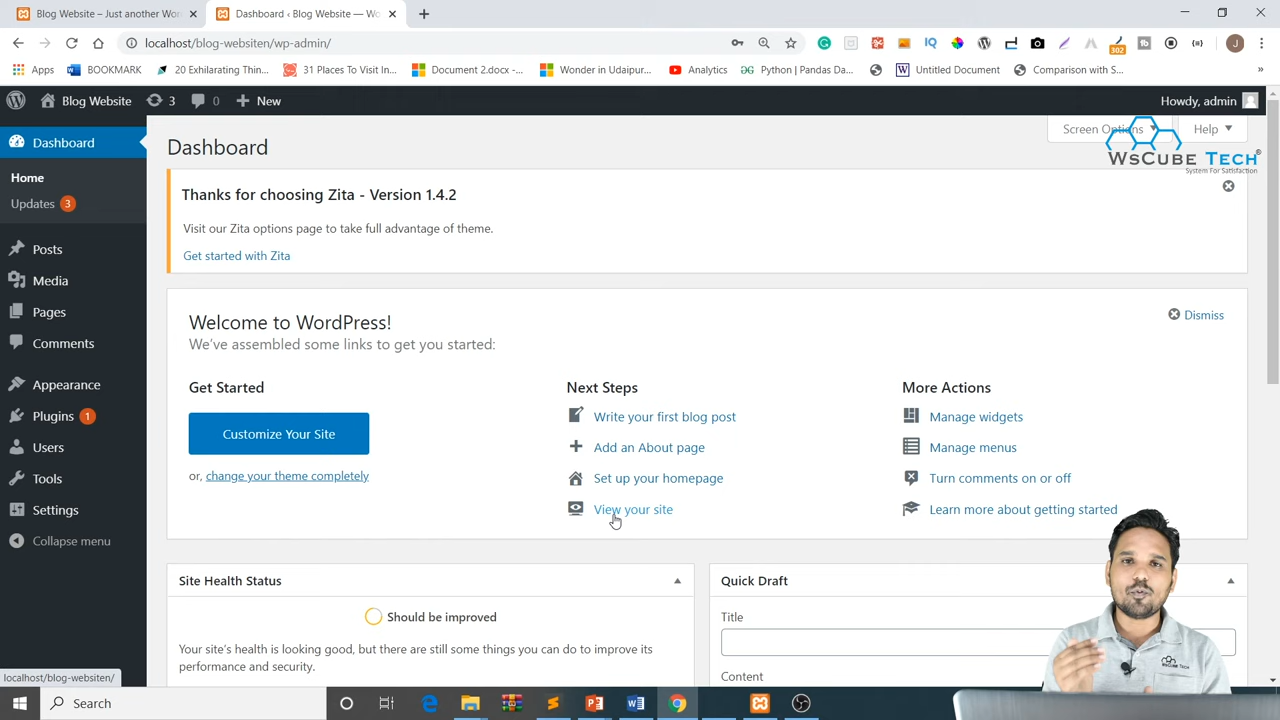 Blog Website – Just another Wor
Dashboard ‹ Blog Website — Wo
localhost/blog-websiten/wp-admin/
302
Apps
BOOKMARK
20 Exhilarating Thin...
31 Places To Visit In...
Document 2.docx -...
Wonder in Udaipur...
Analytics
Python | Pandas Da...
Untitled Document
Comparison with S...
Blog Website
3
0
New
Howdy, admin
Dashboard
Home
Updates 3
Posts
Media
Pages
Comments
Appearance
Plugins 1
Users
Tools
Settings
Collapse menu
Screen Options
Help
WsCube Tech®
System For Satisfaction
Dashboard
Thanks for choosing Zita - Version 1.4.2
Visit our Zita options page to take full advantage of theme.
Get started with Zita
Welcome to WordPress!
We've assembled some links to get you started:
Dismiss
Get Started
Customize Your Site
or, change your theme completely
Next Steps
Write your first blog post
Add an About page
Set up your homepage
View your site
More Actions
Manage widgets
Manage menus
Turn comments on or off
Learn more about getting started
Site Health Status
Should be improved
Your site's health is looking good, but there are still some things you can do to improve its
performance and security.
Quick Draft
Title
Content
localhost/blog-websiten/
Search